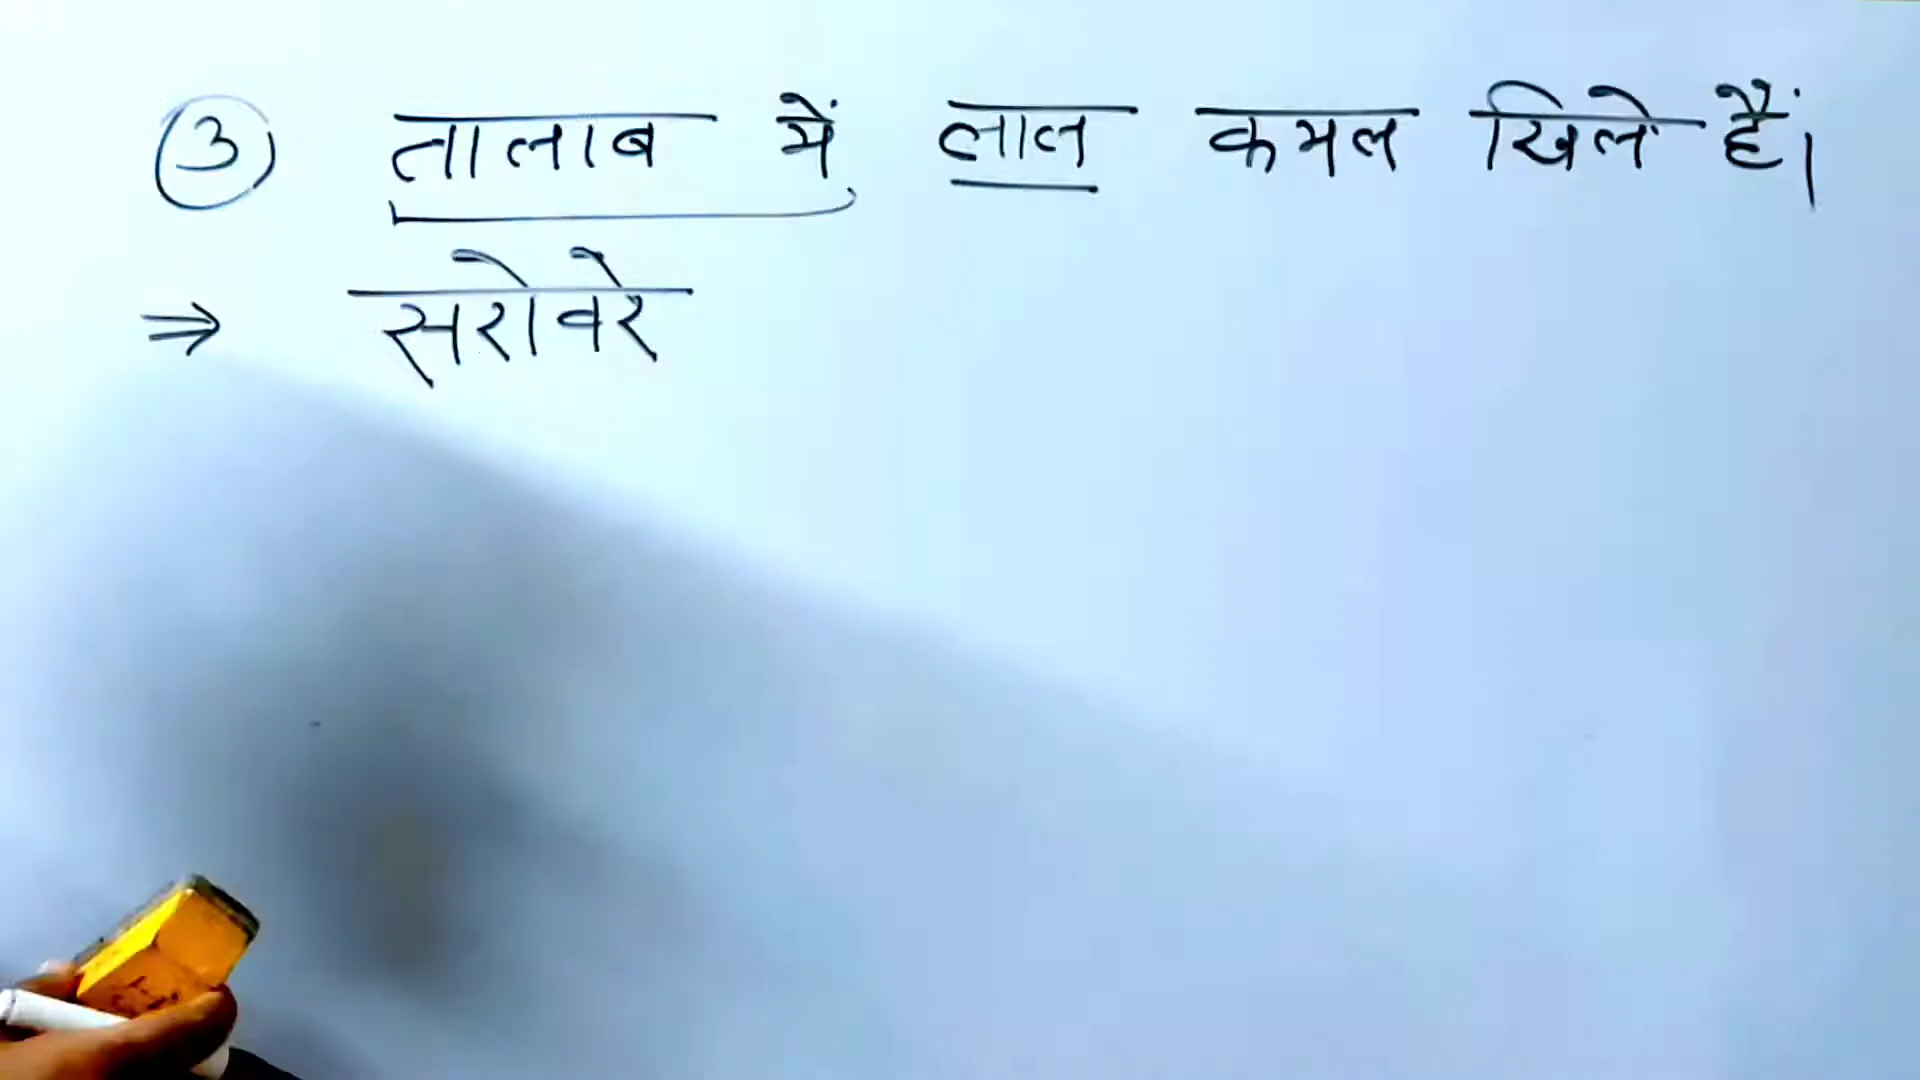 ③ तालाब में लाल कमल खिले हैं।
⇒ सरोवरे